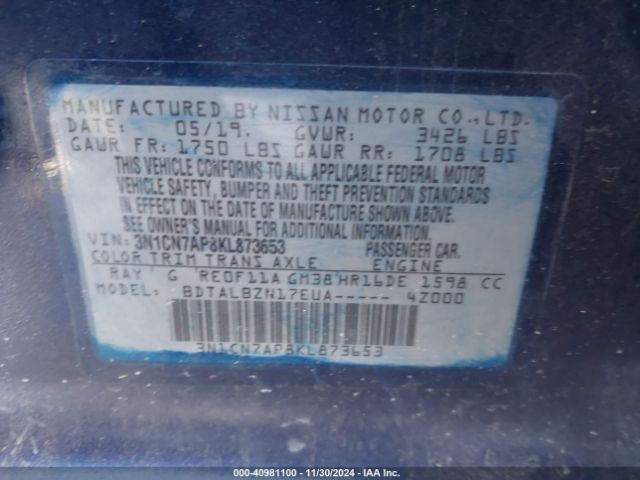 MANUFACTURED BY NISSAN MOTOR CO.,LTD.
DATE: 05/19. GVWR: 3426 LBS
GAWR FR: 1750 LBS GAWR RR: 1708 LBS
THIS VEHICLE CONFORMS TO ALL APPLICABLE FEDERAL MOTOR
VEHICLE SAFETY, BUMPER AND THEFT PREVENTION STANDARDS
IN EFFECT ON THE DATE OF MANUFACTURE SHOWN ABOVE.
SEE OWNER'S MANUAL FOR ADDITIONAL INFO.
VIN: 3N1CN7AP8KL873653 PASSENGER CAR.
COLOR TRIM TRANS AXLE ENGINE
RAY G RE0F11A GM38 HR16DE 1598 CC
MODEL: BDTALBZN17EUA----- 4Z000
3N1CN7AP8KL873653
000-40981100 - 11/30/2024 - IAA Inc.